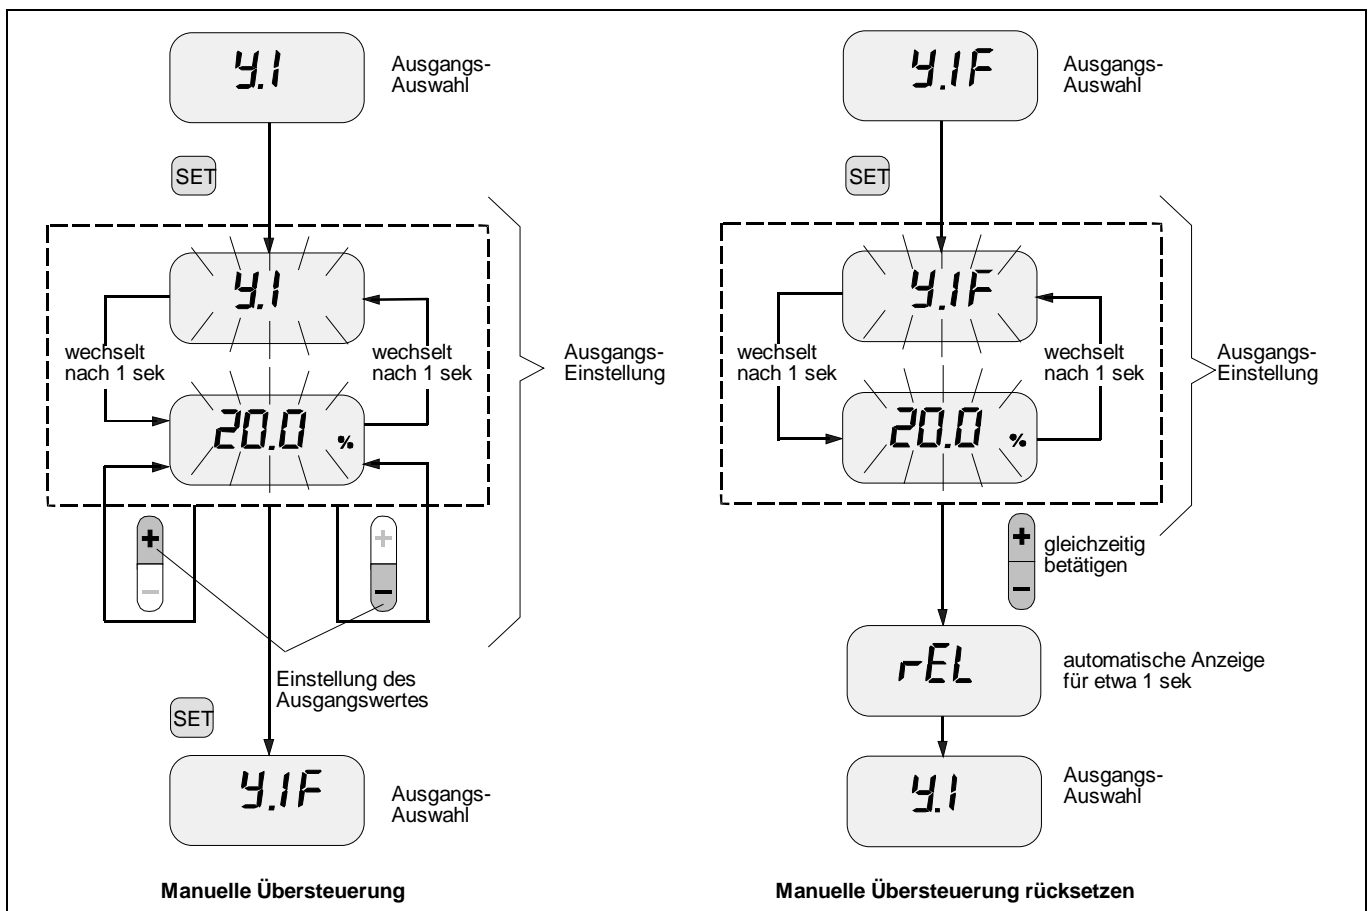 y.1
Ausgangs-
Auswahl
SET
y.1
wechselt
nach 1 sek
wechselt
nach 1 sek
20.0 %
Ausgangs-
Einstellung
+
−
+
−
Einstellung des
Ausgangswertes
SET
y.1F
Ausgangs-
Auswahl
Manuelle Übersteuerung
y.1F
Ausgangs-
Auswahl
SET
y.1F
wechselt
nach 1 sek
wechselt
nach 1 sek
20.0 %
Ausgangs-
Einstellung
+
−
gleichzeitig
betätigen
rEL
automatische Anzeige
für etwa 1 sek
y.1
Ausgangs-
Auswahl
Manuelle Übersteuerung rücksetzen